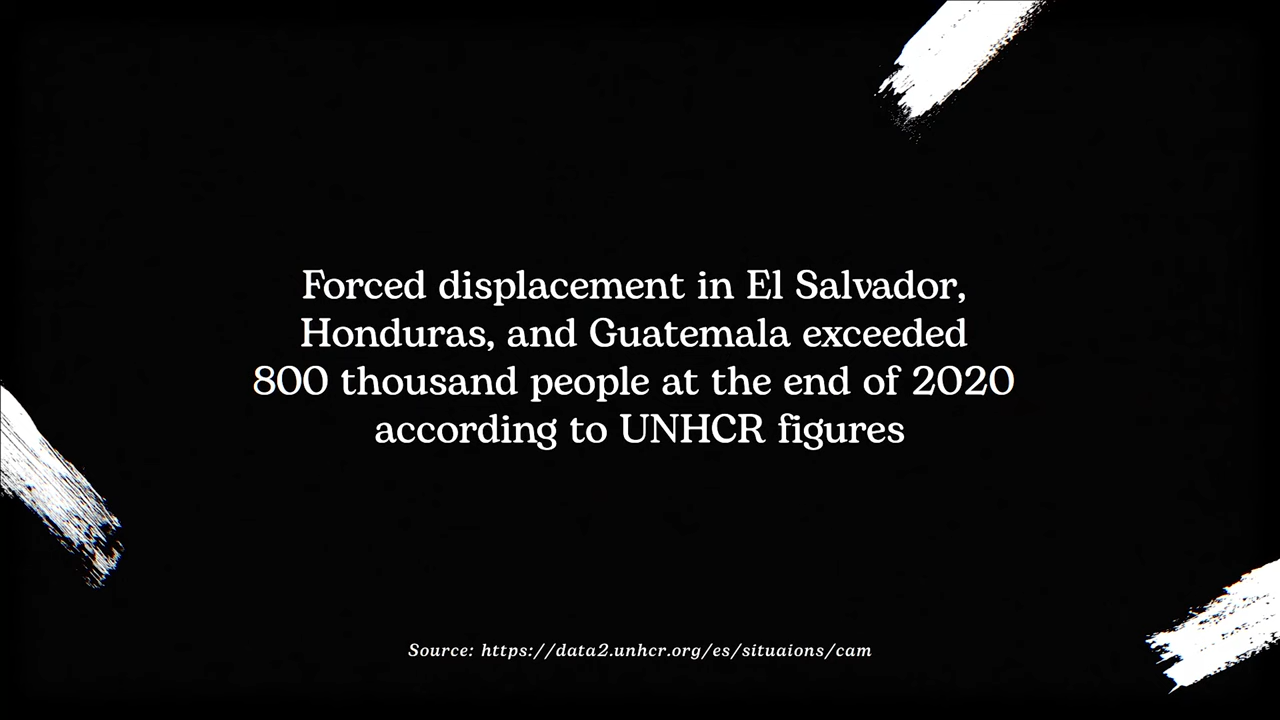 Forced displacement in El Salvador,
Honduras, and Guatemala exceeded
800 thousand people at the end of 2020
according to UNHCR figures
Source: https://data2.unhcr.org/es/situaions/cam